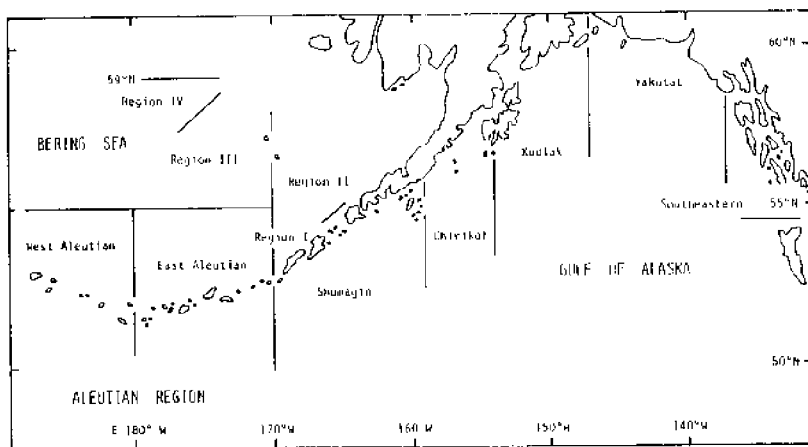 60°N
59°N
Yakutat
Region IV
BERING SEA
Kodiak
Region III
Region II
Southeastern
55°N
West Aleutian
Region I
Chirikof
East Aleutian
GULF OF ALASKA
Shumagin
50°N
ALEUTIAN REGION
E 180° W
170°W
160 W
150°W
140°W